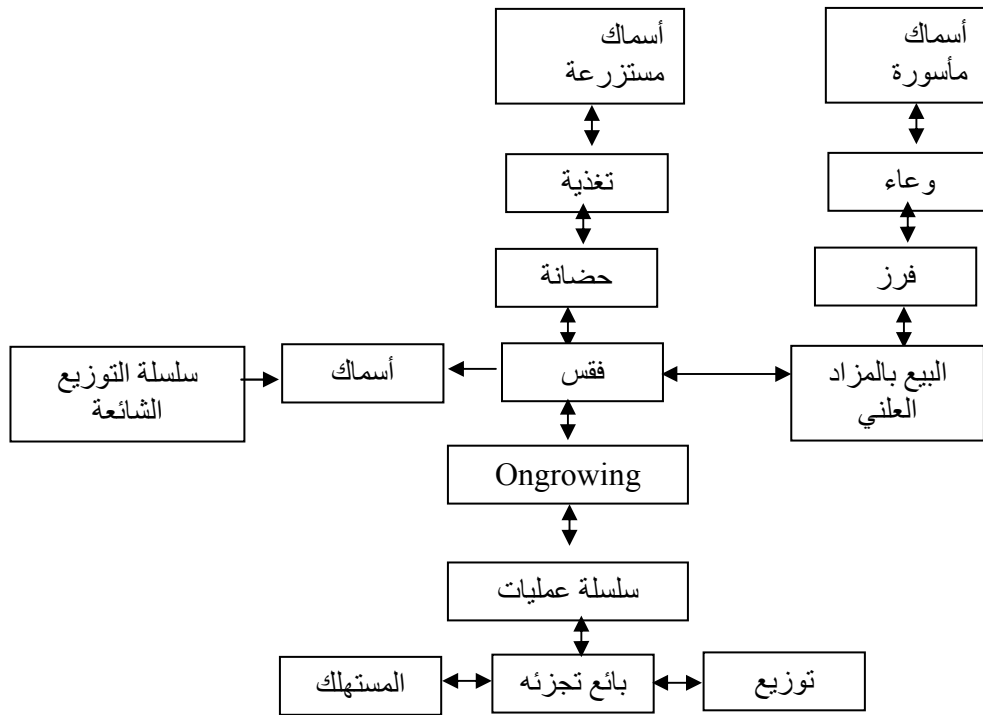 أسماك
مأسورة
أسماك
مستزرعة
وعاء
تغذية
فرز
حضانة
البيع بالمزاد
العلني
فقس
أسماك
سلسلة التوزيع
الشائعة
Ongrowing
سلسلة عمليات
توزيع
بائع تجزئه
المستهلك